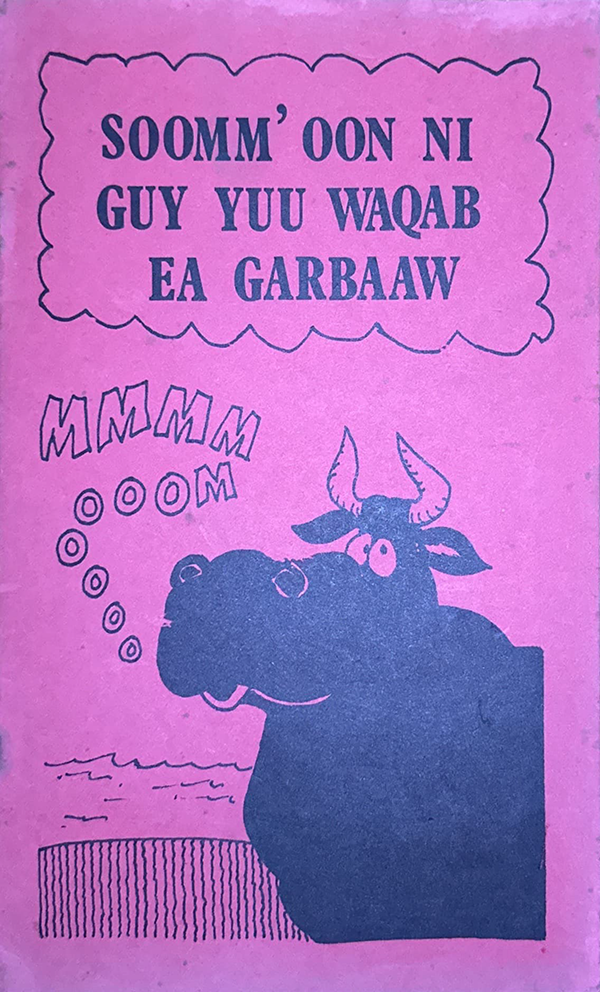 SOOMM' OON NI
GUY YUU WAQAB
EA GARBAAW
MMMM
OOOM
O
O
O
O